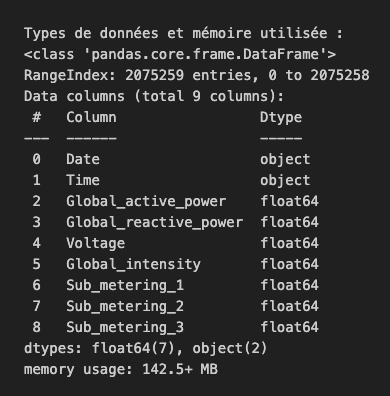 Types de données et mémoire utilisée :
<class 'pandas.core.frame.DataFrame'>
RangeIndex: 2075259 entries, 0 to 2075258
Data columns (total 9 columns):
 #   Column                 Dtype
---  ------                 -----
 0   Date                   object
 1   Time                   object
 2   Global_active_power    float64
 3   Global_reactive_power  float64
 4   Voltage                float64
 5   Global_intensity       float64
 6   Sub_metering_1         float64
 7   Sub_metering_2         float64
 8   Sub_metering_3         float64
dtypes: float64(7), object(2)
memory usage: 142.5+ MB